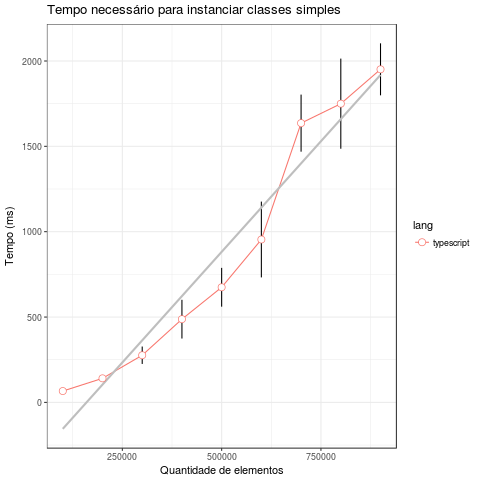 Tempo necessário para instanciar classes simples
Tempo (ms)
2000
1500
1000
500
0
250000
500000
750000
Quantidade de elementos
lang
typescript